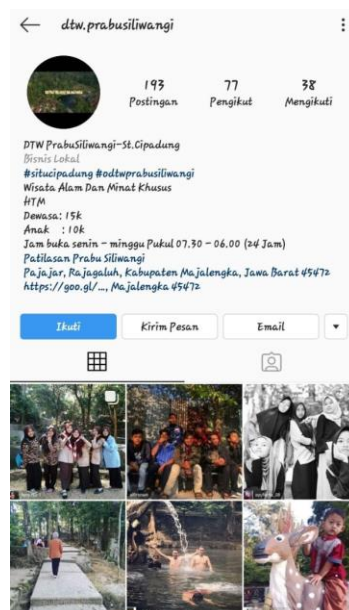 dtw.prabusiliwangi
193 77 38
Postingan Pengikut Mengikuti
DTW PrabuSiliwangi-St.Cipadung
Bisnis Lokal
#situcipadung #odtwprabusiliwangi
Wisata Alam Dan Minat Khusus
HTM
Dewasa: 15k
Anak : 10k
Jam buka senin - minggu Pukul 07.30 - 06.00 (24 Jam)
Patilasan Prabu Siliwangi
Pajajar, Rajagaluh, Kabupaten Majalengka, Jawa Barat 45472
https://goo.gl/..., Majalengka 45472
Ikuti Kirim Pesan Email